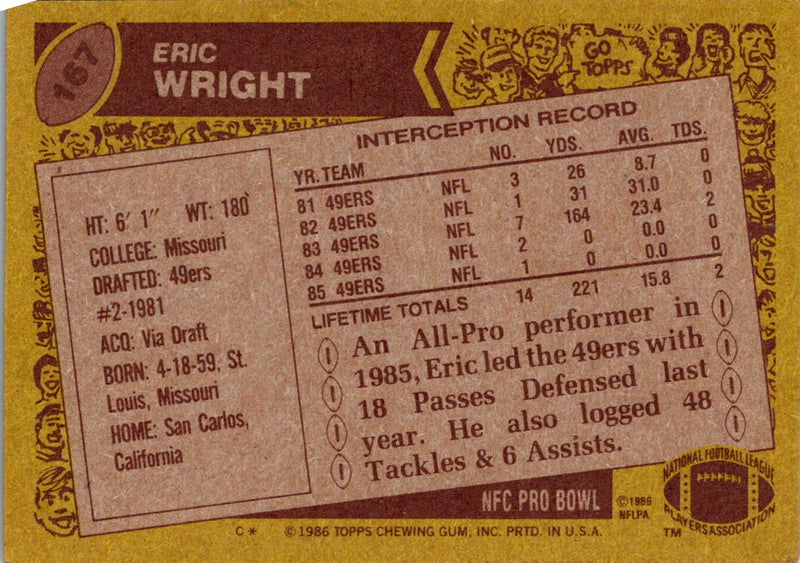 167
ERIC
WRIGHT
GO
TOPPS
INTERCEPTION RECORD
YR. TEAM NO. YDS. AVG. TDS.
81 49ERS NFL 3 26 8.7 0
82 49ERS NFL 1 31 31.0 0
83 49ERS NFL 7 164 23.4 2
84 49ERS NFL 2 0 0.0 0
85 49ERS NFL 1 0 0.0 0
LIFETIME TOTALS 14 221 15.8 2
HT: 6' 1" WT: 180
COLLEGE: Missouri
DRAFTED: 49ers
#2-1981
ACQ: Via Draft
BORN: 4-18-59, St.
Louis, Missouri
HOME: San Carlos,
California
An All-Pro performer in
1985, Eric led the 49ers with
18 Passes Defensed last
year. He also logged 48
Tackles & 6 Assists.
NFC PRO BOWL
©1986
NFLPA
NATIONAL FOOTBALL LEAGUE
PLAYERS ASSOCIATION
TM
C* ©1986 TOPPS CHEWING GUM, INC. PRTD. IN U.S.A.